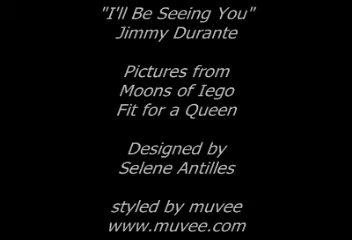 "I'll Be Seeing You"
Jimmy Durante
Pictures from
Moons of Iego
Fit for a Queen
Designed by
Selene Antilles
styled by muvee
www.muvee.com